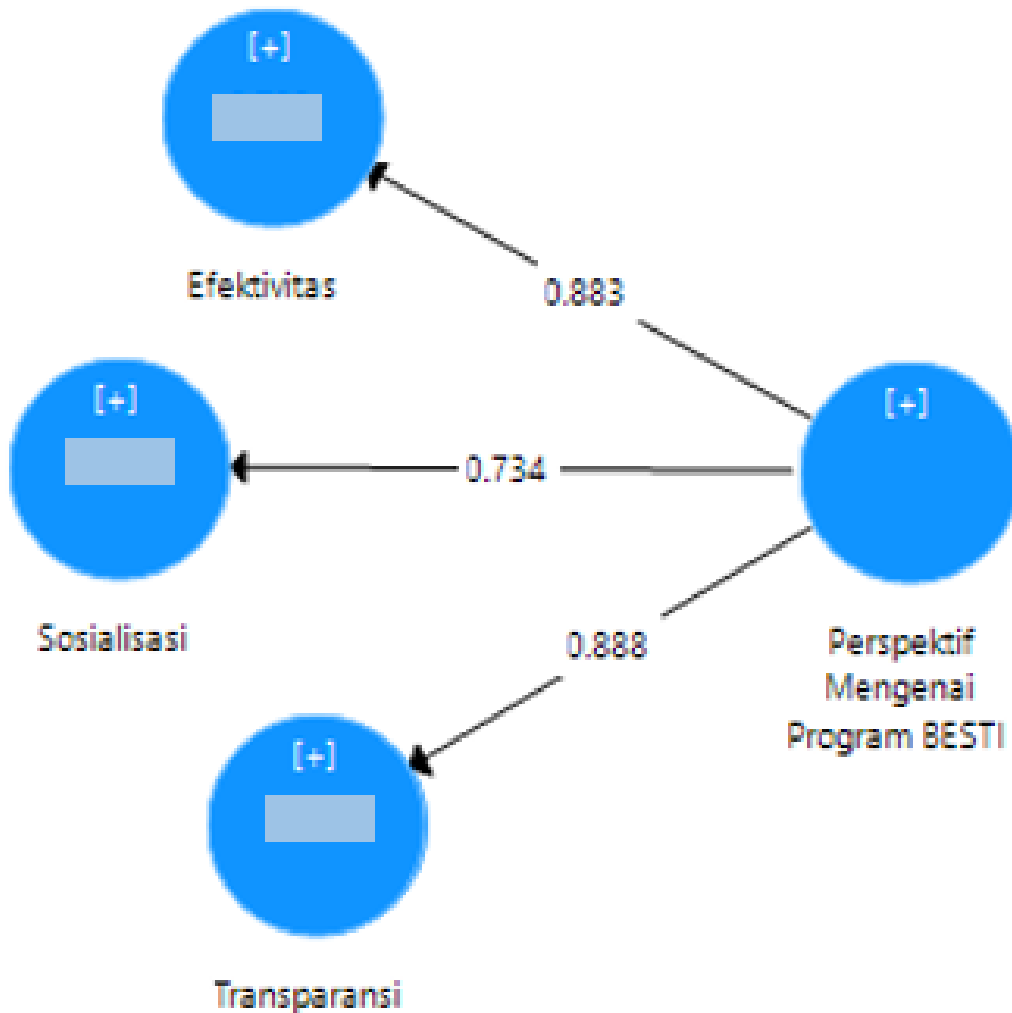 [+]
Efektivitas
0.883
[+]
0.734
[+]
Sosialisasi
0.888
Perspektif
Mengenai
Program BESTI
[+]
Transparansi